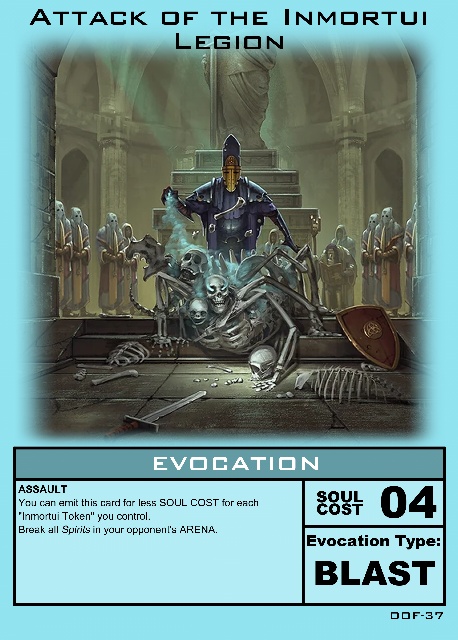 Attack of the Inmortui
Legion
EVOCATION
ASSAULT
You can emit this card for less SOUL COST for each
"Inmortui Token" you control.
Break all Spirits in your opponent's ARENA.
SOUL
COST 04
Evocation Type:
BLAST
DOF-37